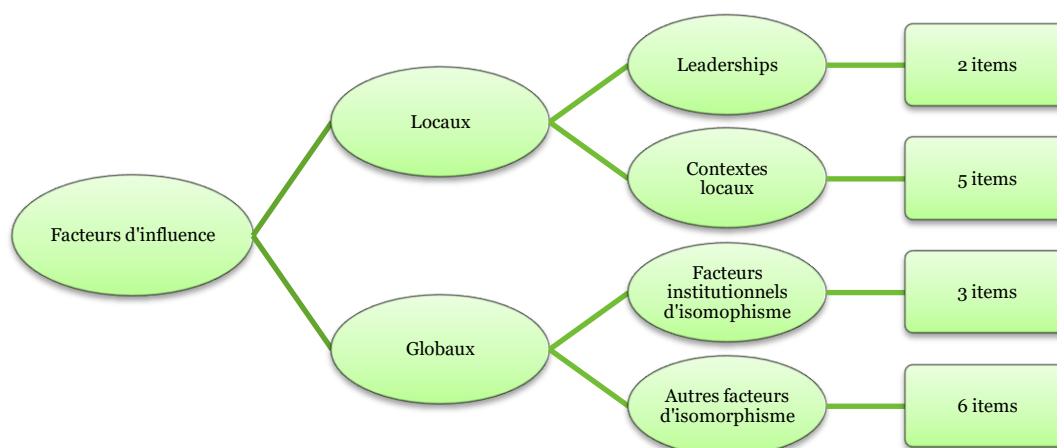 Facteurs d'influence
Locaux
Leaderships
2 items
Contextes
locaux
5 items
Globaux
Facteurs
institutionnels
d'isomophisme
3 items
Autres facteurs
d'isomorphisme
6 items